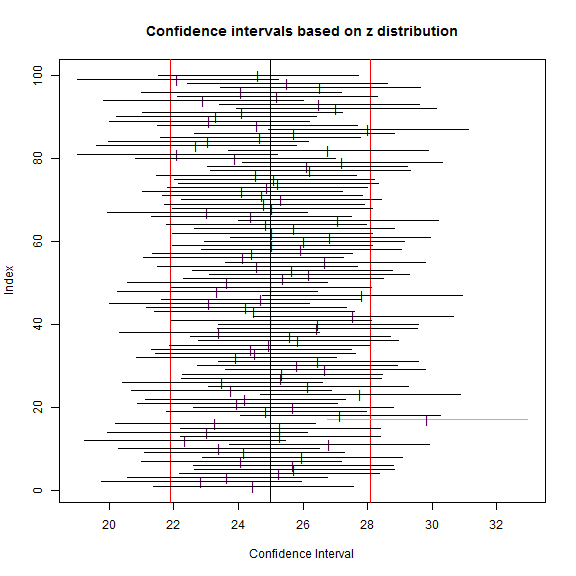 Confidence intervals based on z distribution
100
80
60
40
20
0
Index
20 22 24 26 28 30 32
Confidence Interval